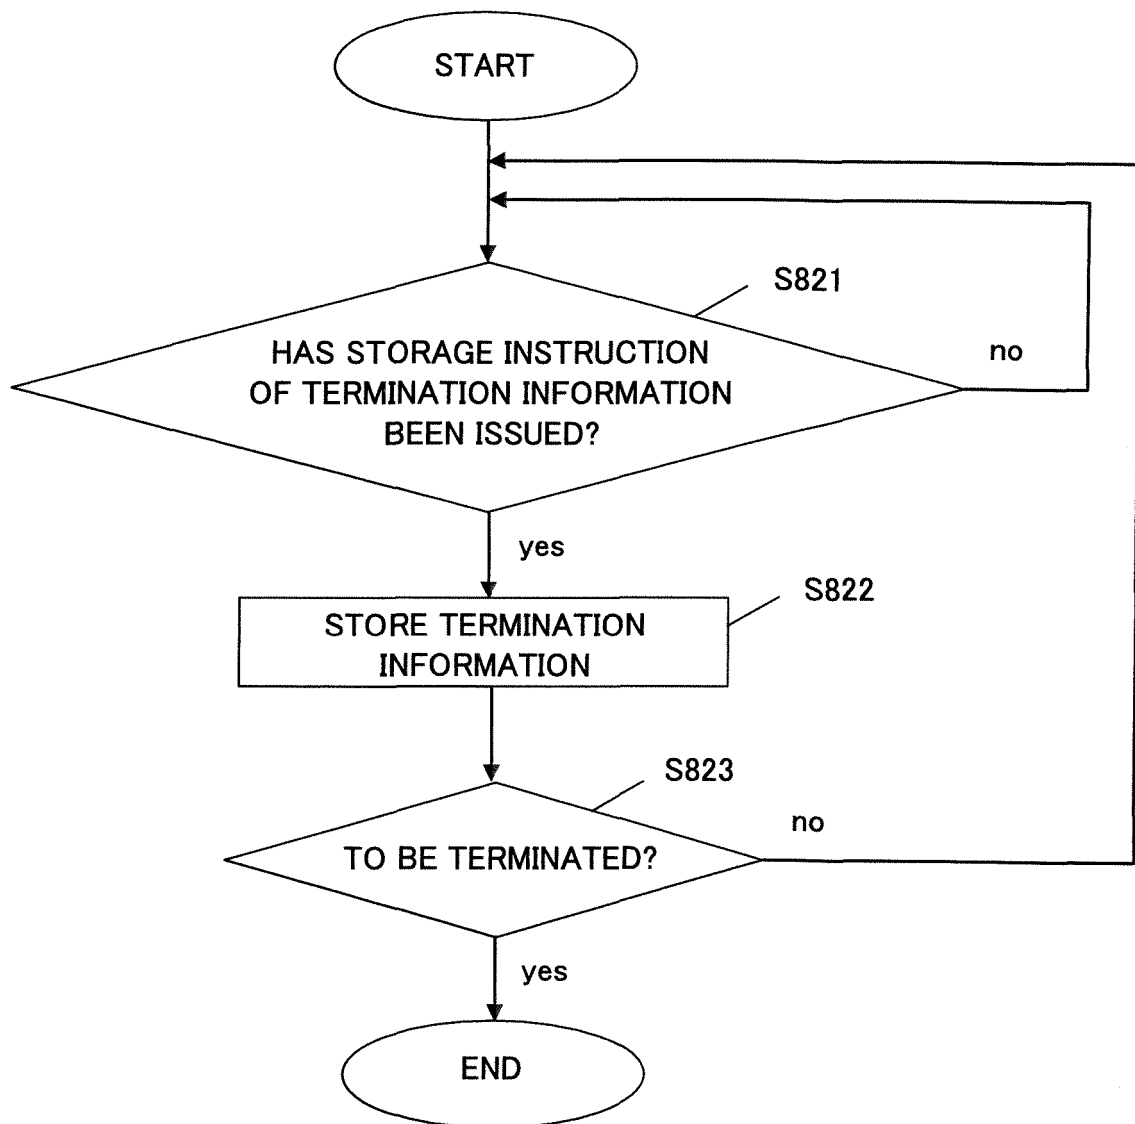 START
S821
HAS STORAGE INSTRUCTION
OF TERMINATION INFORMATION
BEEN ISSUED?
no
yes
S822
STORE TERMINATION
INFORMATION
S823
no
TO BE TERMINATED?
yes
END